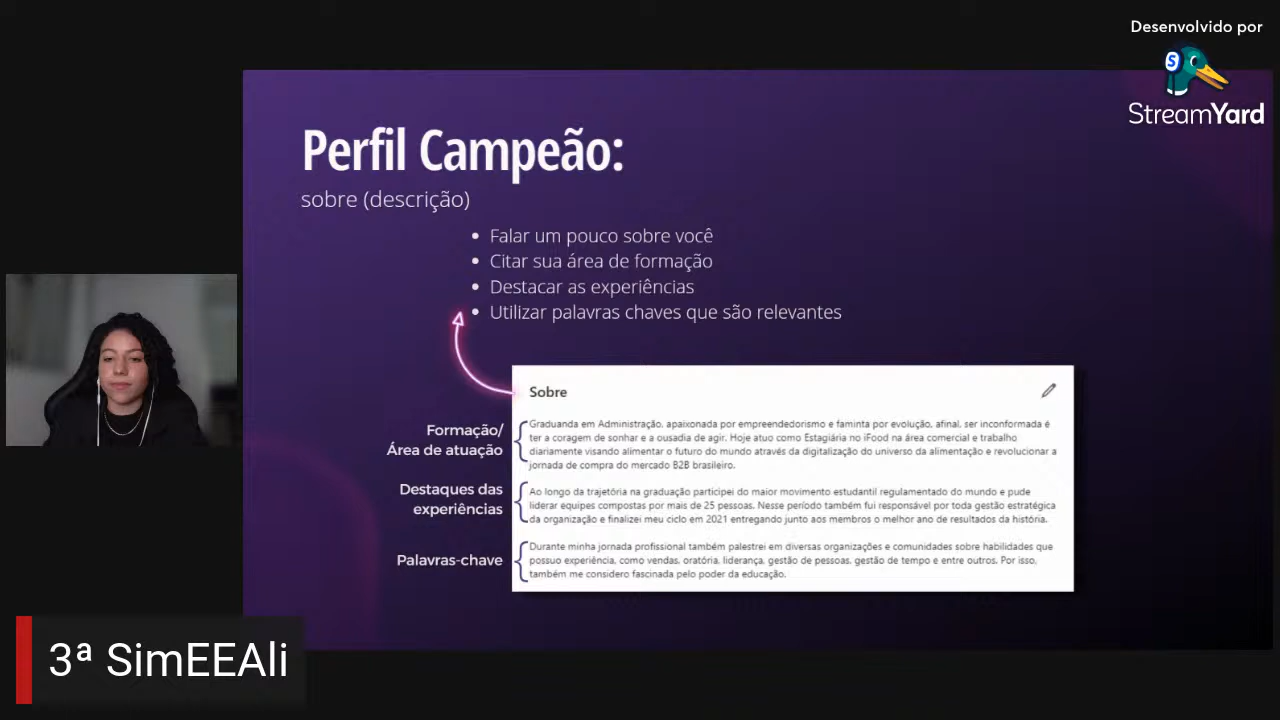 Desenvolvido por
StreamYard
Perfil Campeão:
sobre (descrição)
• Falar um pouco sobre você
• Citar sua área de formação
• Destacar as experiências
• Utilizar palavras chaves que são relevantes
Sobre
Formação/
Área de atuação
Graduanda em Administração, apaixonada por empreendedorismo e faminta por evolução, afinal, ser inconformada é
ter a coragem de sonhar e a ousadia de agir. Hoje atuo como Estagiária no iFood na área comercial e trabalho
diariamente visando alimentar o futuro do mundo através da digitalização do universo da alimentação e revolucionar a
jornada de compra do mercado B2B brasileiro.
Destaques das
experiências
Ao longo da trajetória na graduação participei do maior movimento estudantil regulamentado do mundo e pude
liderar equipes compostas por mais de 25 pessoas. Nesse período também fui responsável por toda gestão estratégica
da organização e finalizei meu ciclo em 2021 entregando junto aos membros o melhor ano de resultados da história.
Palavras-chave
Durante minha jornada profissional também palestrei em diversas organizações e comunidades sobre habilidades que
possuo experiência, como vendas, oratória, liderança, gestão de pessoas, gestão de tempo e entre outros. Por isso,
também me considero fascinada pelo poder da educação.
3ª SimEEAli